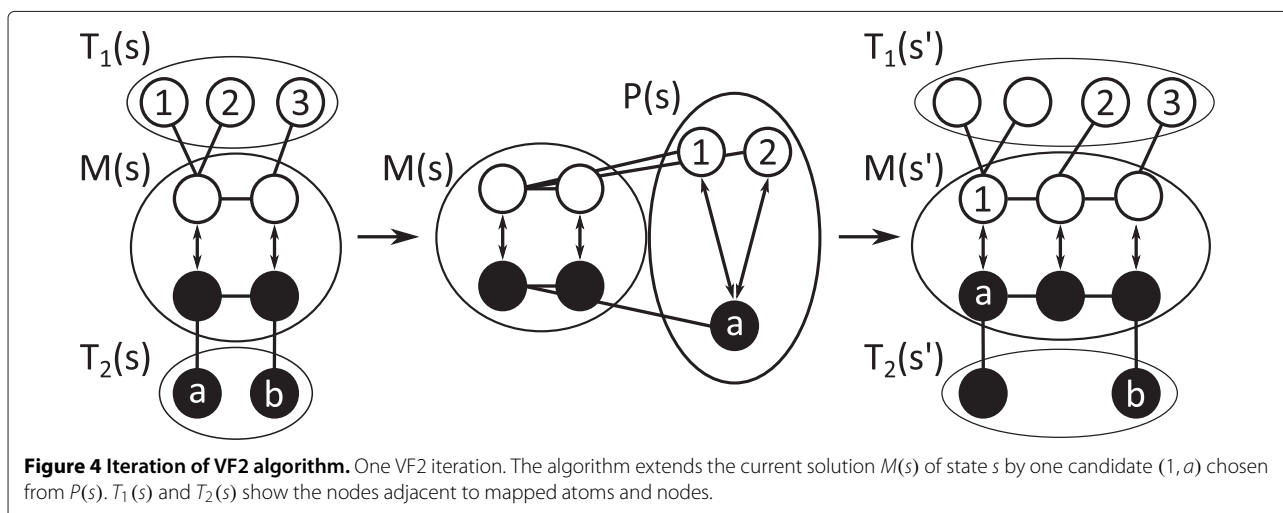 T₁(s)
1 2 3
M(s)
a b
T₂(s)
P(s)
1 2
M(s)
a
T₁(s')
2 3
M(s')
1
a
T₂(s')
b
Figure 4 Iteration of VF2 algorithm. One VF2 iteration. The algorithm extends the current solution M(s) of state s by one candidate (1, a) chosen
from P(s). T₁(s) and T₂(s) show the nodes adjacent to mapped atoms and nodes.